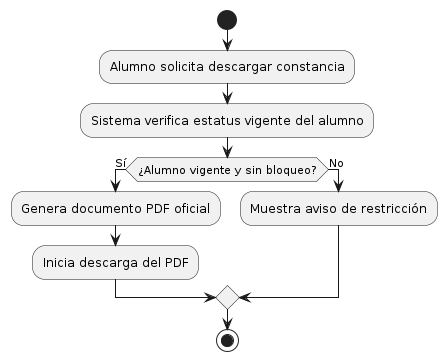 Alumno solicita descargar constancia
Sistema verifica estatus vigente del alumno
Sí
¿Alumno vigente y sin bloqueo?
No
Genera documento PDF oficial
Muestra aviso de restricción
Inicia descarga del PDF